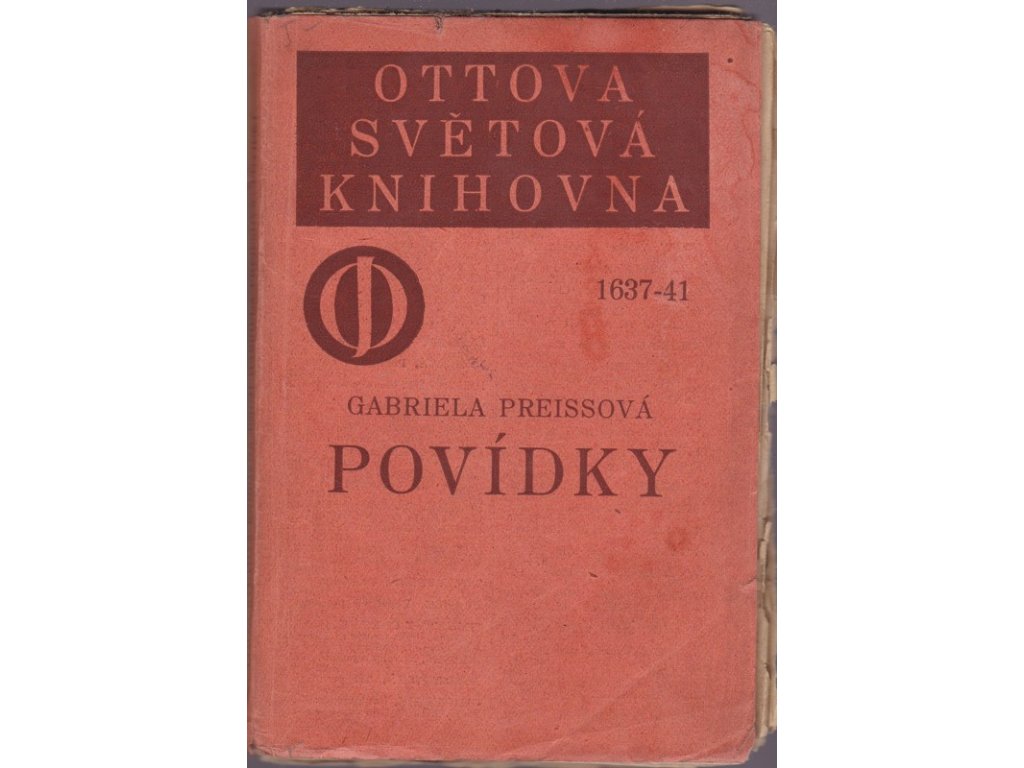 OTTOVA
SVĚTOVÁ
KNIHOVNA
1637-41
GABRIELA PREISSOVÁ
POVÍDKY